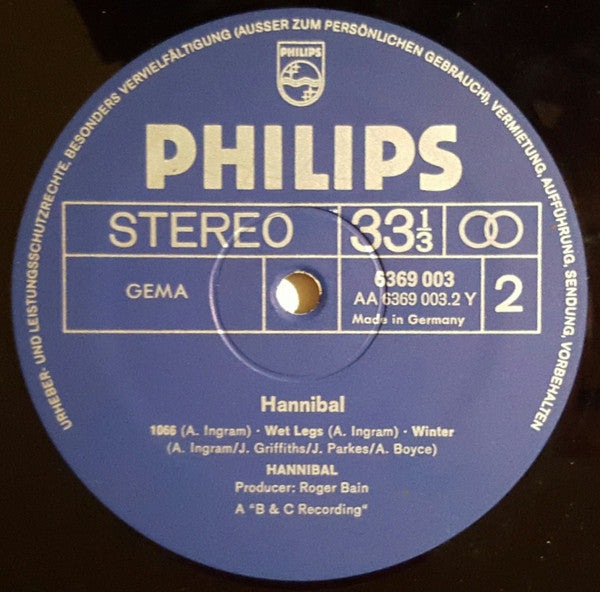 URHEBER- UND LEISTUNGSSCHUTZRECHTE, BESONDERS VERVIELFÄLTIGUNG (AUSSER ZUM PERSÖNLICHEN GEBRAUCH), VERMIETUNG, AUFFÜHRUNG, SENDUNG, VORBEHALTEN
PHILIPS
PHILIPS
STEREO 33⅓
GEMA
6369 003
AA 6369 003.2 Y
Made in Germany
2
Hannibal
1066 (A. Ingram) · Wet Legs (A. Ingram) · Winter
(A. Ingram/J. Griffiths/J. Parkes/A. Boyce)
HANNIBAL
Producer: Roger Bain
A "B & C Recording"